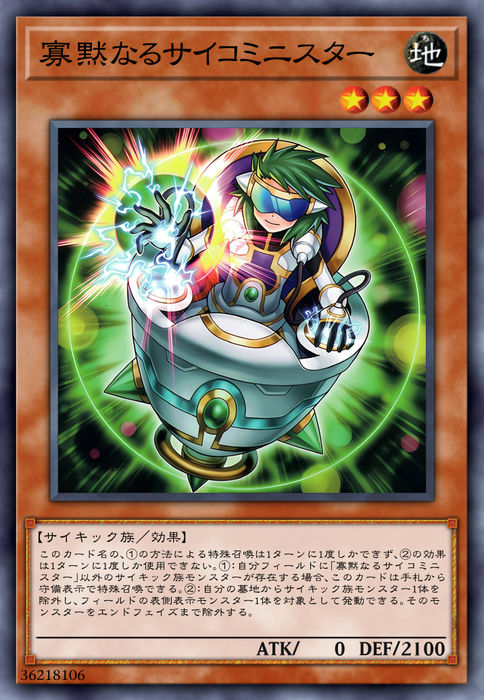 寡黙なるサイコミニスター
ち
地
【サイキック族／効果】
このカード名の、①の方法による特殊召喚は1ターンに1度しかできず、②の効果
は1ターンに1度しか使用できない。①：自分フィールドに「寡黙なるサイコミニ
スター」以外のサイキック族モンスターが存在する場合、このカードは手札から
守備表示で特殊召喚できる。②：自分の墓地からサイキック族モンスター1体を
除外し、フィールドの表側表示モンスター1体を対象として発動できる。そのモ
ンスターをエンドフェイズまで除外する。
ATK/ 0 DEF/2100
36218106